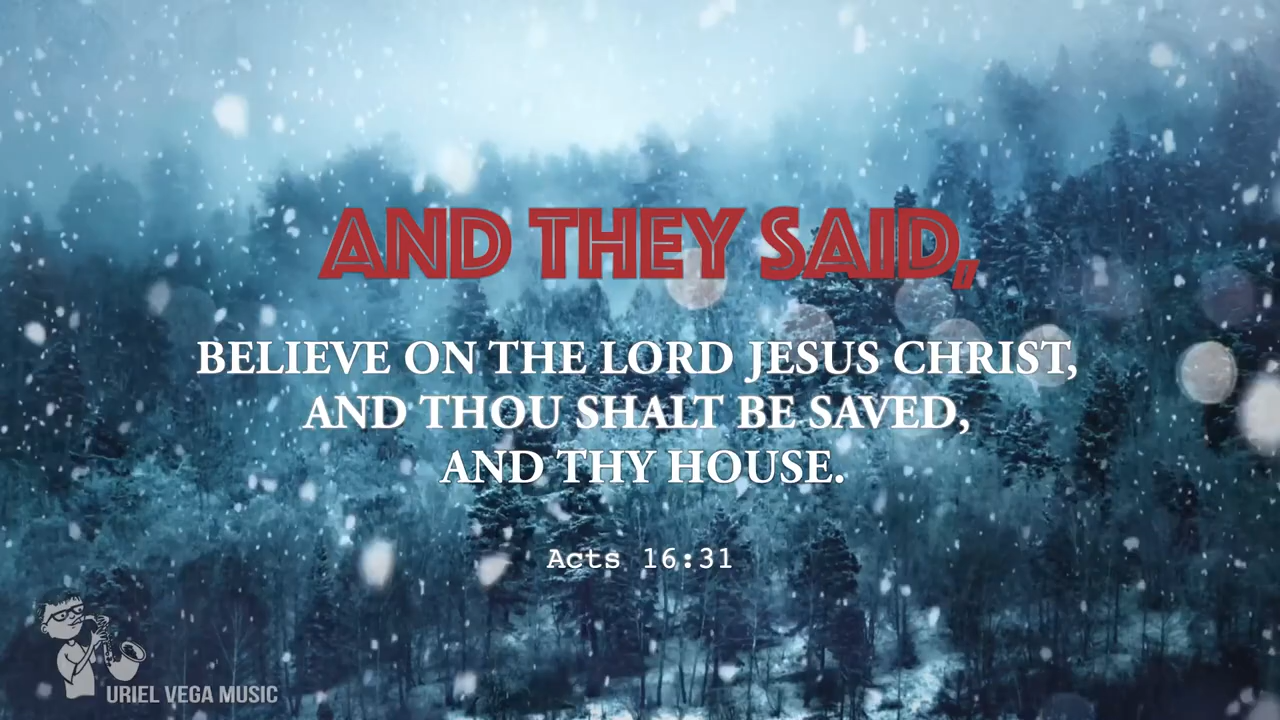 AND THEY SAID,
BELIEVE ON THE LORD JESUS CHRIST,
AND THOU SHALT BE SAVED,
AND THY HOUSE.
Acts 16:31
URIEL VEGA MUSIC